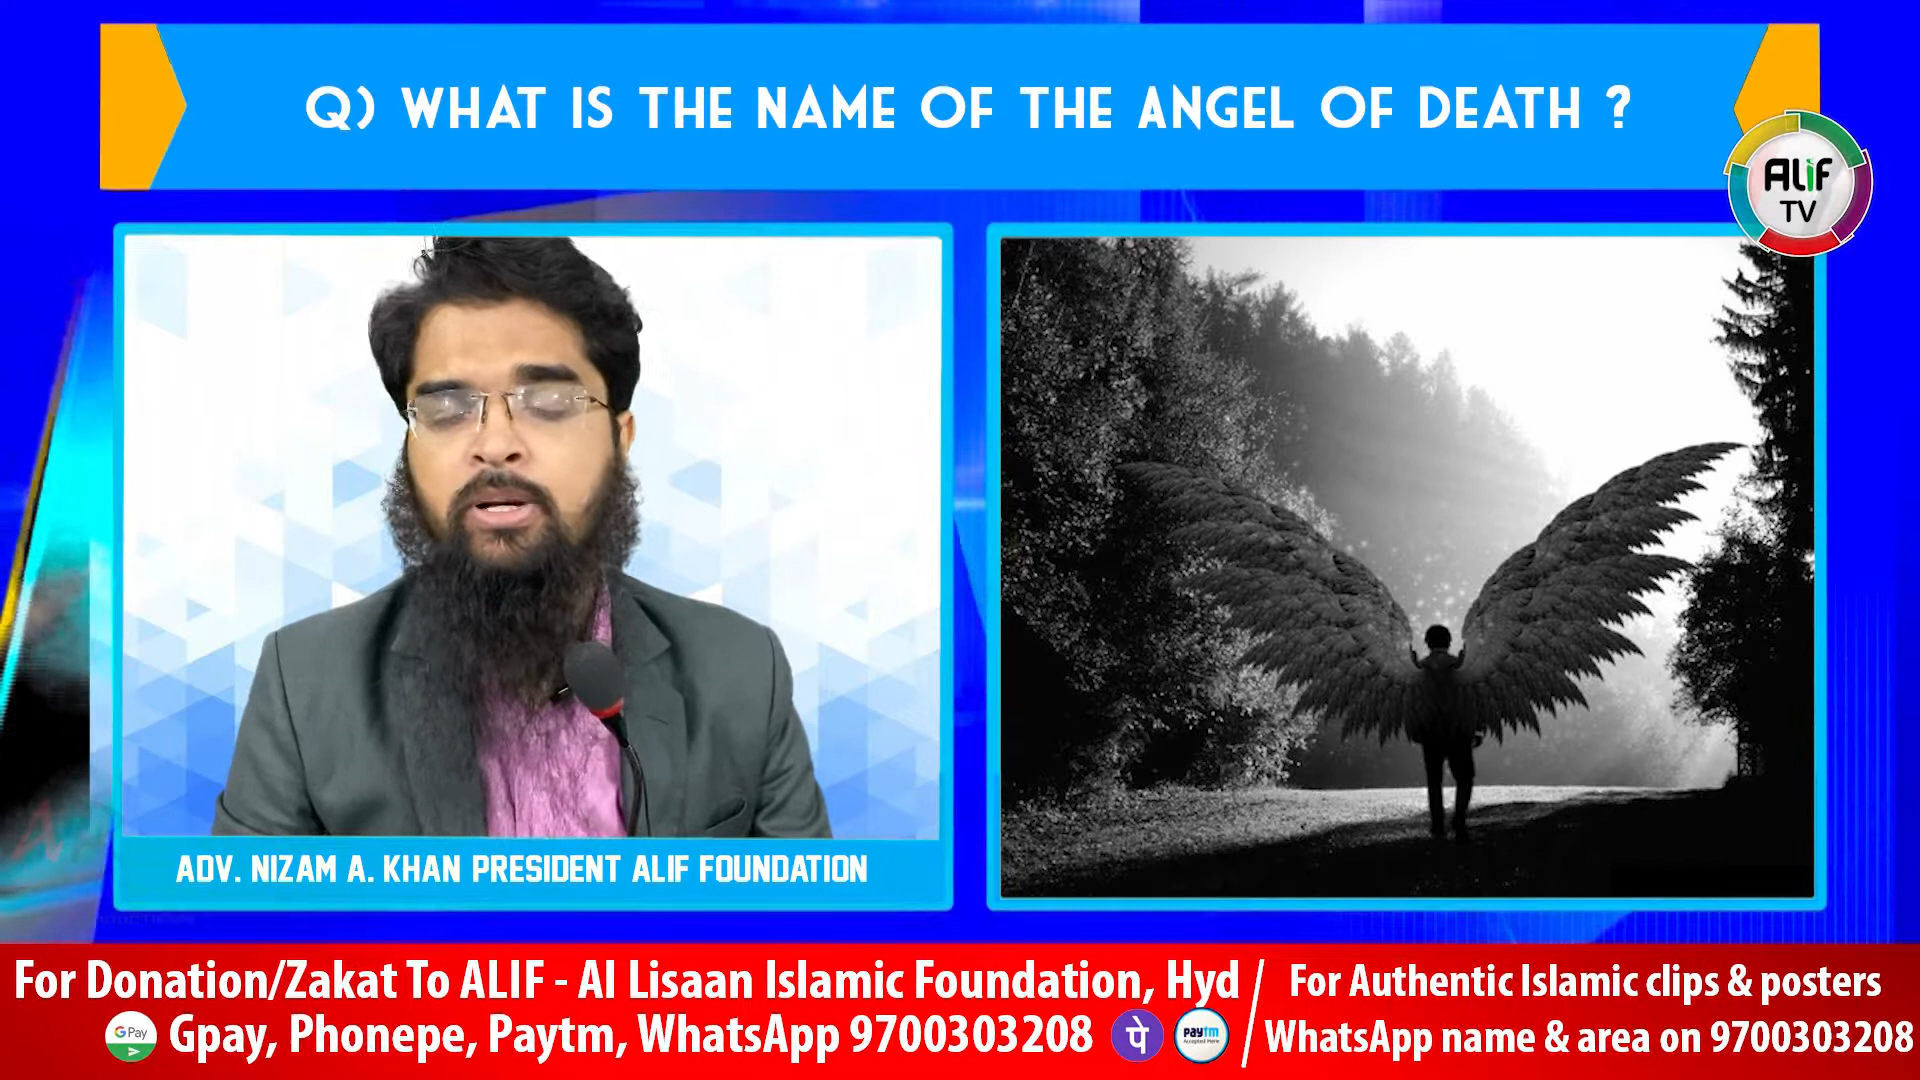 Q) WHAT IS THE NAME OF THE ANGEL OF DEATH ?
ALiF
TV
ADV. NIZAM A. KHAN PRESIDENT ALIF FOUNDATION
For Donation/Zakat To ALIF - Al Lisaan Islamic Foundation, Hyd
G Pay
Gpay, Phonepe, Paytm, WhatsApp 9700303208
पे
paytm
Accepted Here
For Authentic Islamic clips & posters
WhatsApp name & area on 9700303208